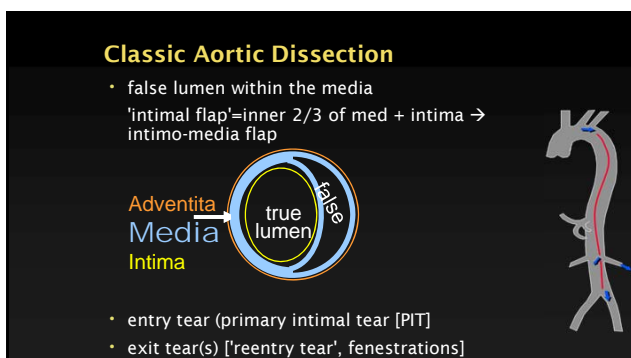 Classic Aortic Dissection
• false lumen within the media
'intimal flap'=inner 2/3 of med + intima →
intimo-media flap
Adventita
Media
Intima
true
lumen
false
• entry tear (primary intimal tear [PIT]
• exit tear(s) ['reentry tear', fenestrations]